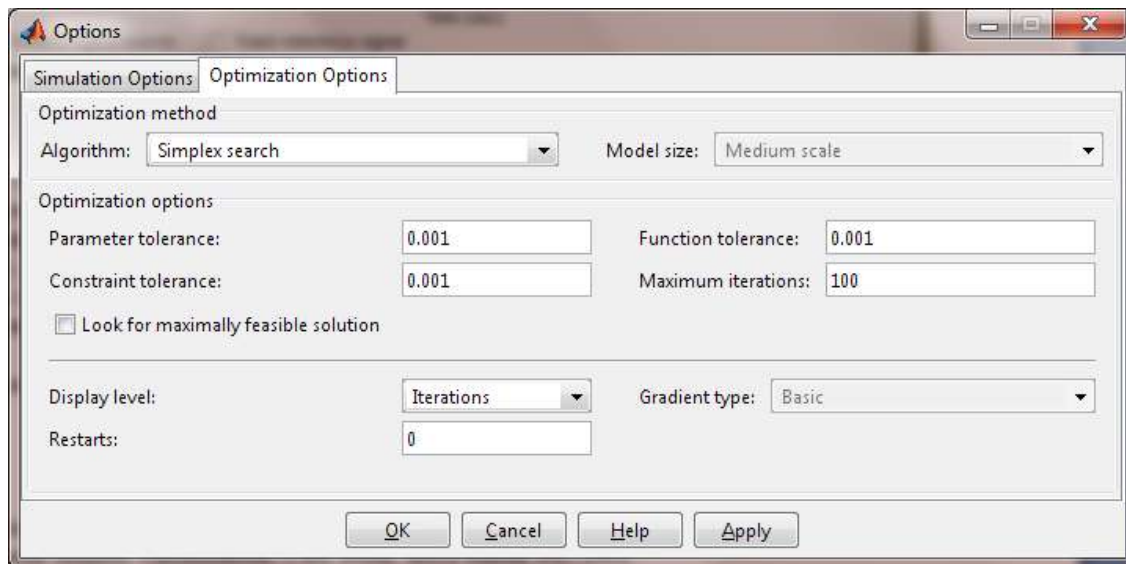 Options
Simulation Options Optimization Options
Optimization method
Algorithm: Simplex search Model size: Medium scale
Optimization options
Parameter tolerance: 0.001 Function tolerance: 0.001
Constraint tolerance: 0.001 Maximum iterations: 100
Look for maximally feasible solution
Display level: Iterations Gradient type: Basic
Restarts: 0
OK Cancel Help Apply